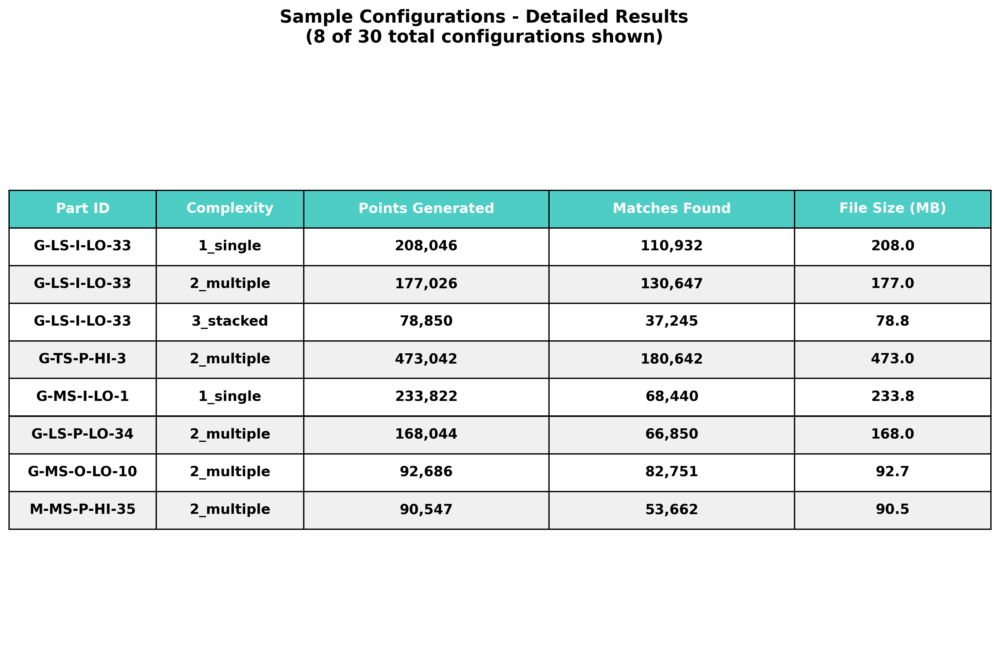 Sample Configurations - Detailed Results
(8 of 30 total configurations shown)
Part ID Complexity Points Generated Matches Found File Size (MB)
G-LS-I-LO-33 1_single 208,046 110,932 208.0
G-LS-I-LO-33 2_multiple 177,026 130,647 177.0
G-LS-I-LO-33 3_stacked 78,850 37,245 78.8
G-TS-P-HI-3 2_multiple 473,042 180,642 473.0
G-MS-I-LO-1 1_single 233,822 68,440 233.8
G-LS-P-LO-34 2_multiple 168,044 66,850 168.0
G-MS-O-LO-10 2_multiple 92,686 82,751 92.7
M-MS-P-HI-35 2_multiple 90,547 53,662 90.5